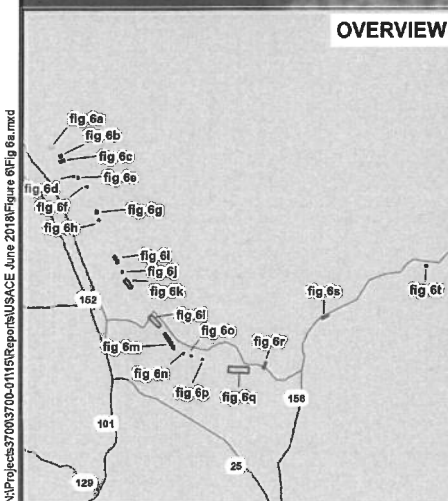 OVERVIEW
fig 6a
fig 6b
fig 6c
fig 6d
fig 6e
fig 6f
fig 6g
fig 6h
fig 6i
fig 6j
fig 6k
152
fig 6l
fig 6o
fig 6s
fig 6t
fig 6m
fig 6r
fig 6n
fig 6p
fig 6q
156
101
25
129
V:\Projects3700\3700-01115\Reports\USACE June 2018\Figure 6\Fig 6a.mxd